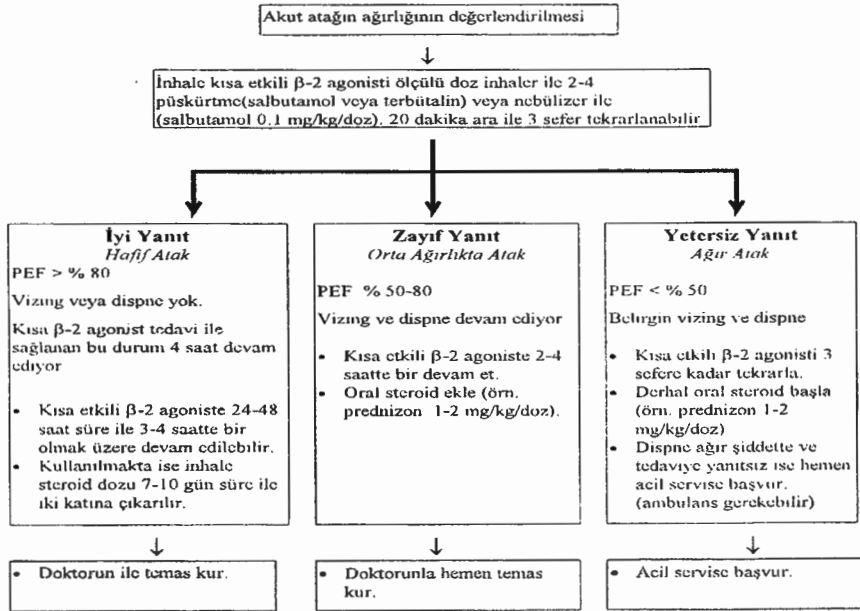 Akut atağın ağırlığının değerlendirilmesi
İnhale kısa etkili β-2 agonisti ölçülü doz inhaler ile 2-4
püskürtme(salbutamol veya terbütalin) veya nebülizer ile
(salbutamol 0.1 mg/kg/doz). 20 dakika ara ile 3 sefer tekrarlanabilir
İyi Yanıt
Hafif Atak
PEF > % 80
Vizing veya dispne yok.
Kısa β-2 agonist tedavi ile
sağlanan bu durum 4 saat devam
ediyor
• Kısa etkili β-2 agoniste 24-48
saat süre ile 3-4 saatte bir
olmak üzere devam edilebilir.
• Kullanılmakta ise inhale
steroid dozu 7-10 gün süre ile
iki katına çıkarılır.
• Doktorun ile temas kur.
Zayıf Yanıt
Orta Ağırlıkta Atak
PEF % 50-80
Vizing ve dispne devam ediyor
• Kısa etkili β-2 agoniste 2-4
saatte bir devam et.
• Oral steroid ekle (örn.
prednizon 1-2 mg/kg/doz).
• Doktorunla hemen temas
kur.
Yetersiz Yanıt
Ağır Atak
PEF < % 50
Belirgin vizing ve dispne
• Kısa etkili β-2 agonisti 3
sefere kadar tekrarla.
• Derhal oral steroid başla
(örn. prednizon 1-2
mg/kg/doz)
• Dispne ağır şiddette ve
tedaviye yanıtsız ise hemen
acil servise başvur.
(ambulans gerekebilir)
• Acil servise başvur.